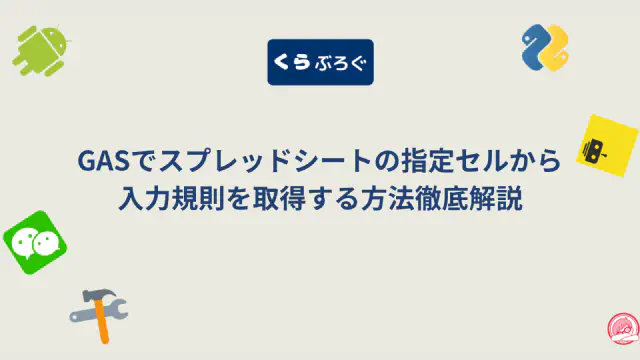 くらぶろぐ
GASでスプレッドシートの指定セルから
入力規則を取得する方法徹底解説